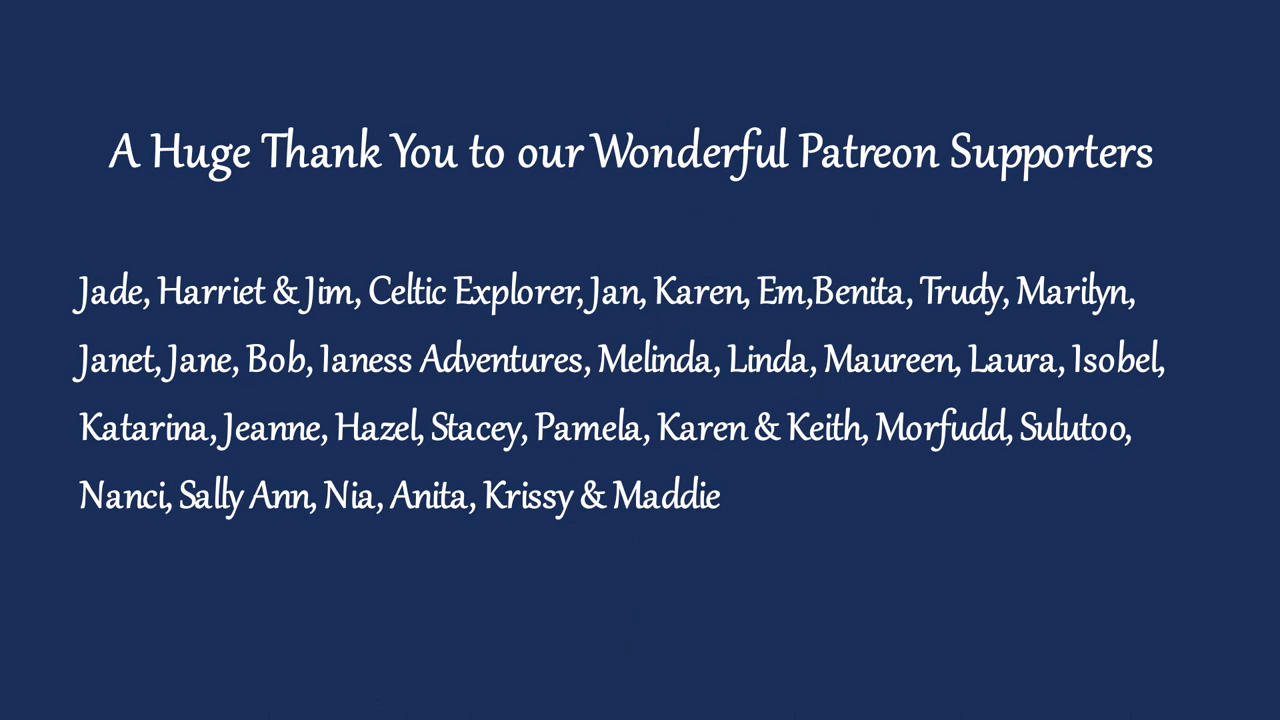 A Huge Thank You to our Wonderful Patreon Supporters
Jade, Harriet & Jim, Celtic Explorer, Jan, Karen, Em,Benita, Trudy, Marilyn,
Janet, Jane, Bob, Ianess Adventures, Melinda, Linda, Maureen, Laura, Isobel,
Katarina, Jeanne, Hazel, Stacey, Pamela, Karen & Keith, Morfudd, Sulutoo,
Nanci, Sally Ann, Nia, Anita, Krissy & Maddie